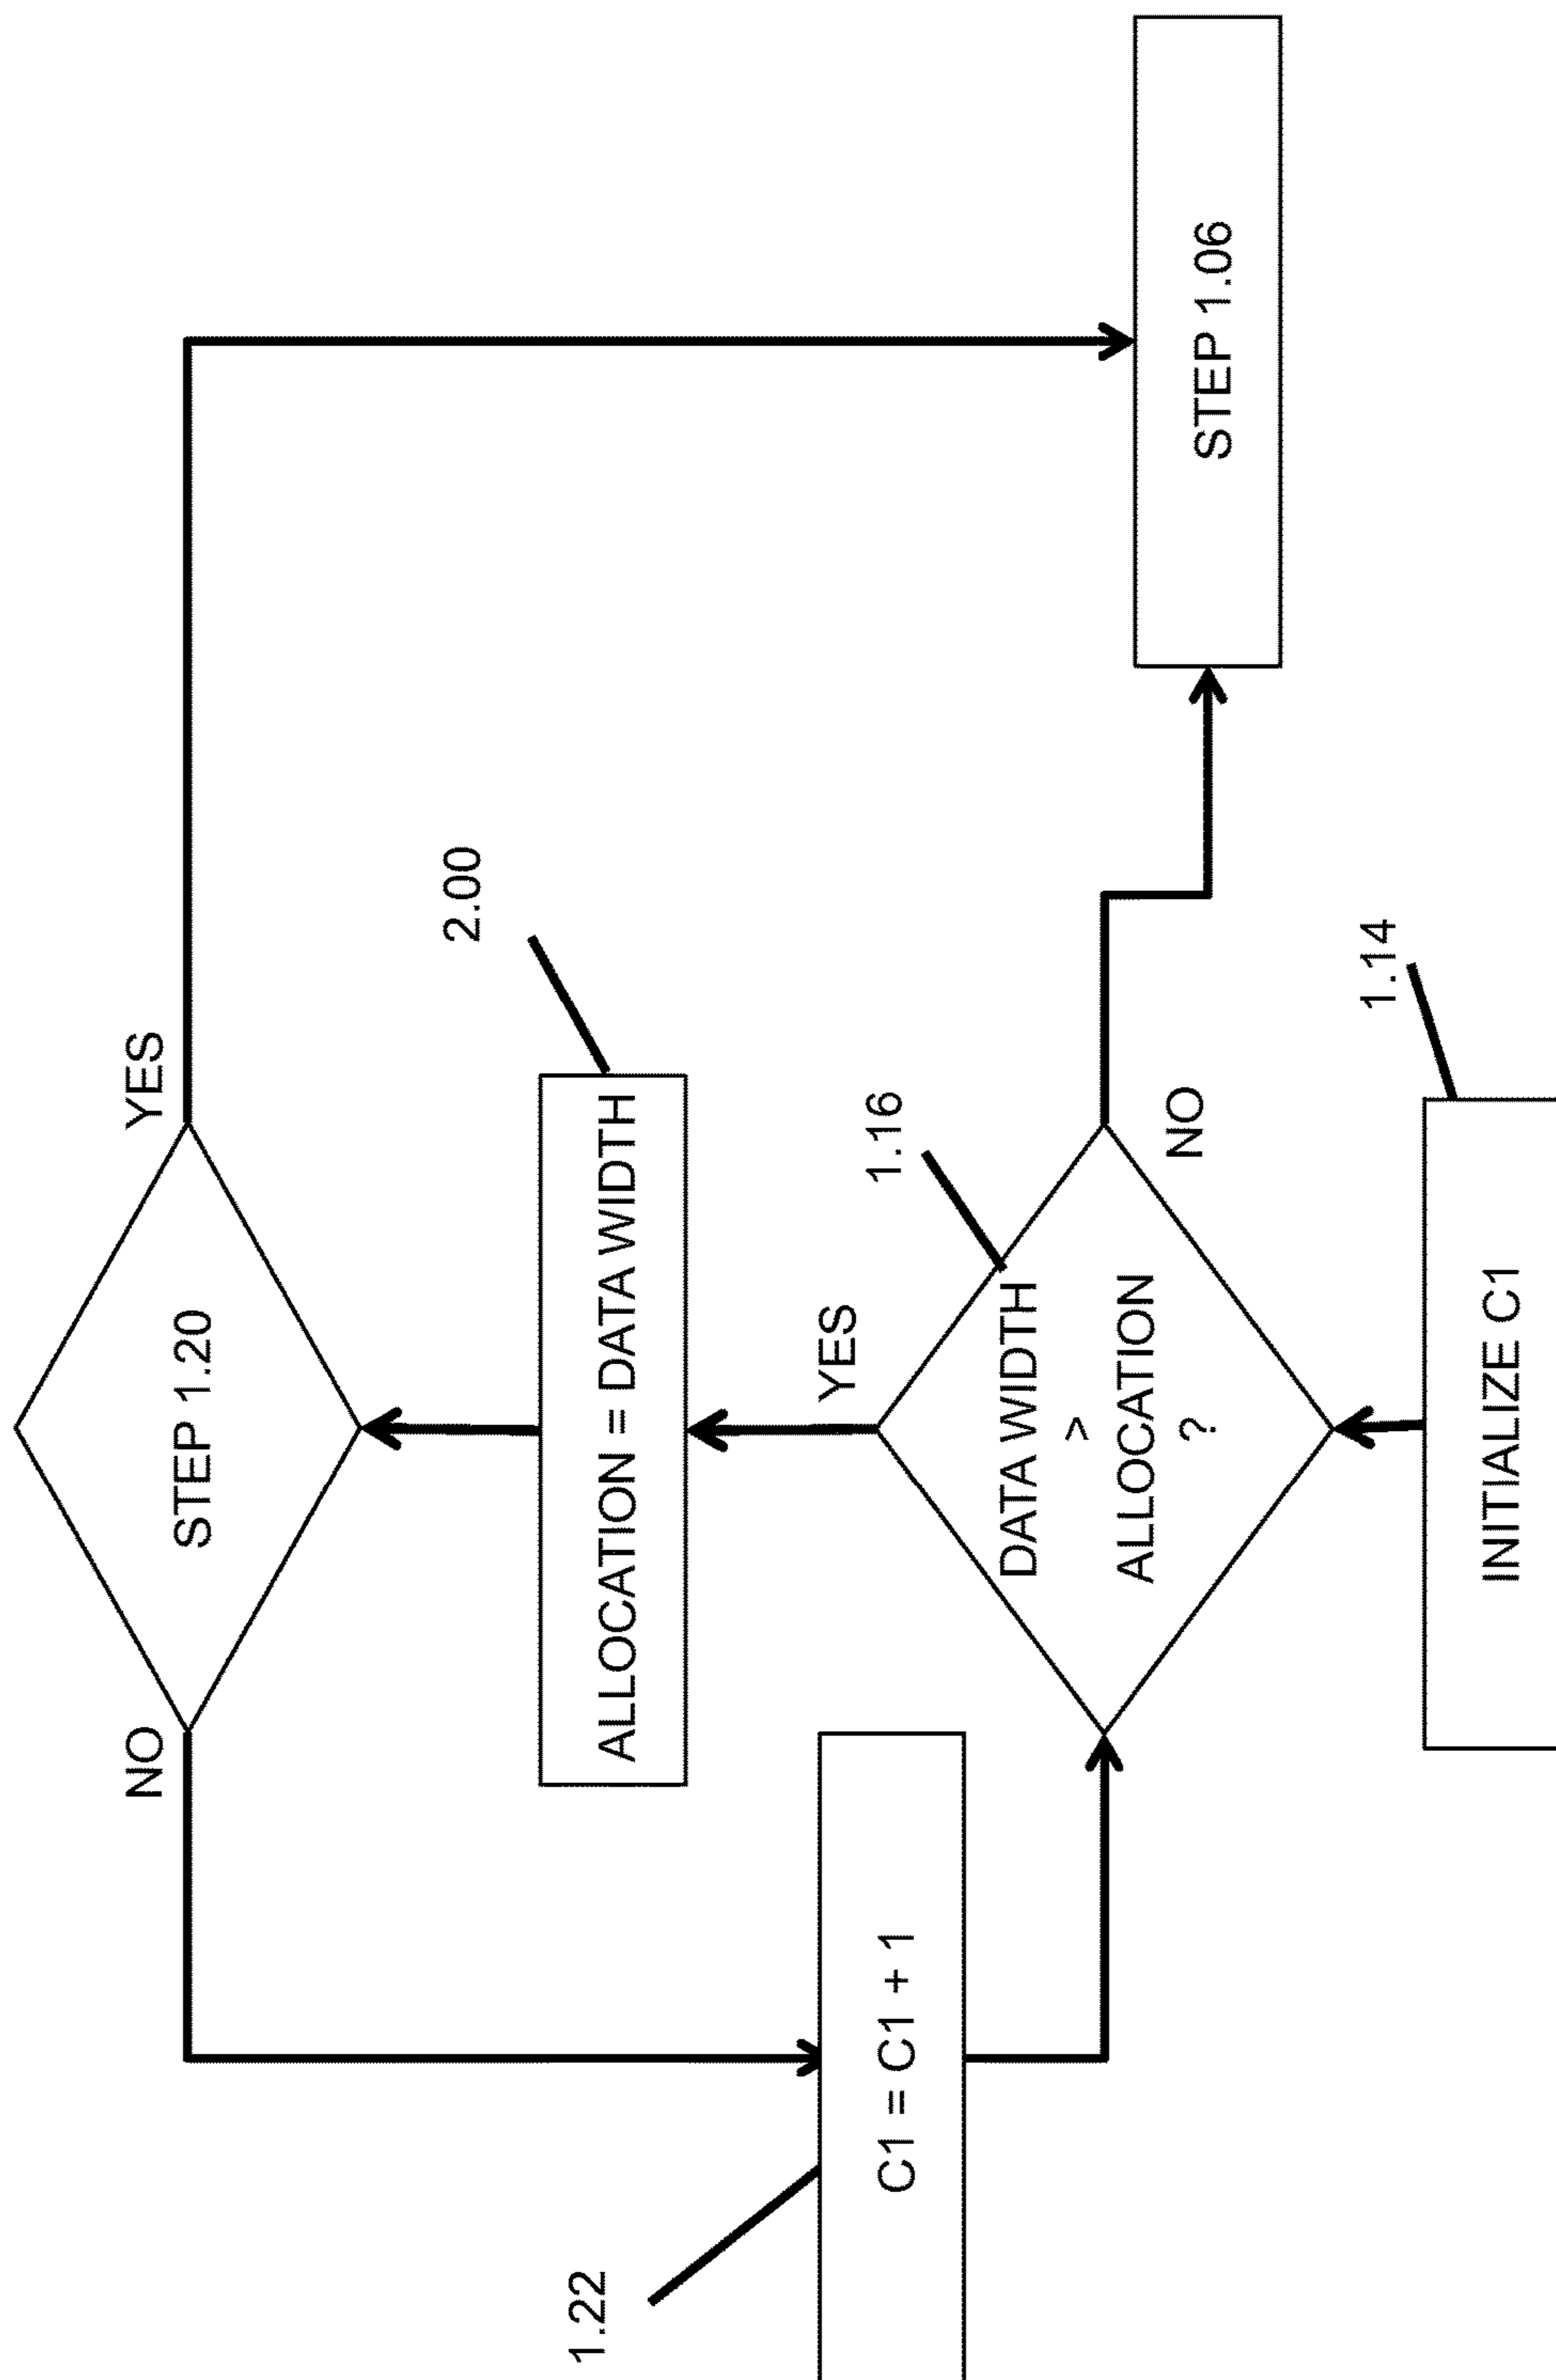 NO
STEP 1.20
YES
1.22
ALLOCATION = DATA WIDTH
2.00
C1 = C1 + 1
YES
1.16
DATA WIDTH
>
ALLOCATION
?
NO
STEP 1.06
1.14
INITIALIZE C1